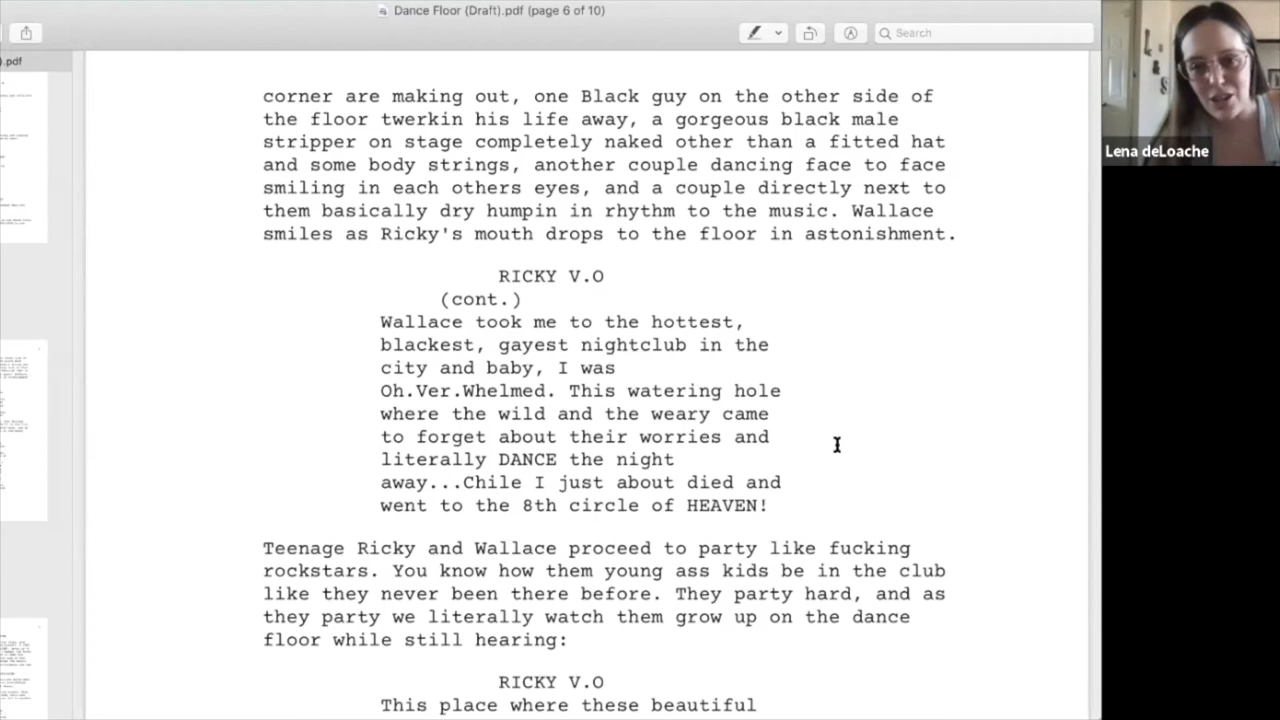 Dance Floor (Draft).pdf (page 6 of 10)
Search
).pdf
Lena deLoache
corner are making out, one Black guy on the other side of
the floor twerkin his life away, a gorgeous black male
stripper on stage completely naked other than a fitted hat
and some body strings, another couple dancing face to face
smiling in each others eyes, and a couple directly next to
them basically dry humpin in rhythm to the music. Wallace
smiles as Ricky's mouth drops to the floor in astonishment.
RICKY V.O
(cont.)
Wallace took me to the hottest,
blackest, gayest nightclub in the
city and baby, I was
Oh.Ver.Whelmed. This watering hole
where the wild and the weary came
to forget about their worries and
literally DANCE the night
away...Chile I just about died and
went to the 8th circle of HEAVEN!
Teenage Ricky and Wallace proceed to party like fucking
rockstars. You know how them young ass kids be in the club
like they never been there before. They party hard, and as
they party we literally watch them grow up on the dance
floor while still hearing:
RICKY V.O
This place where these beautiful